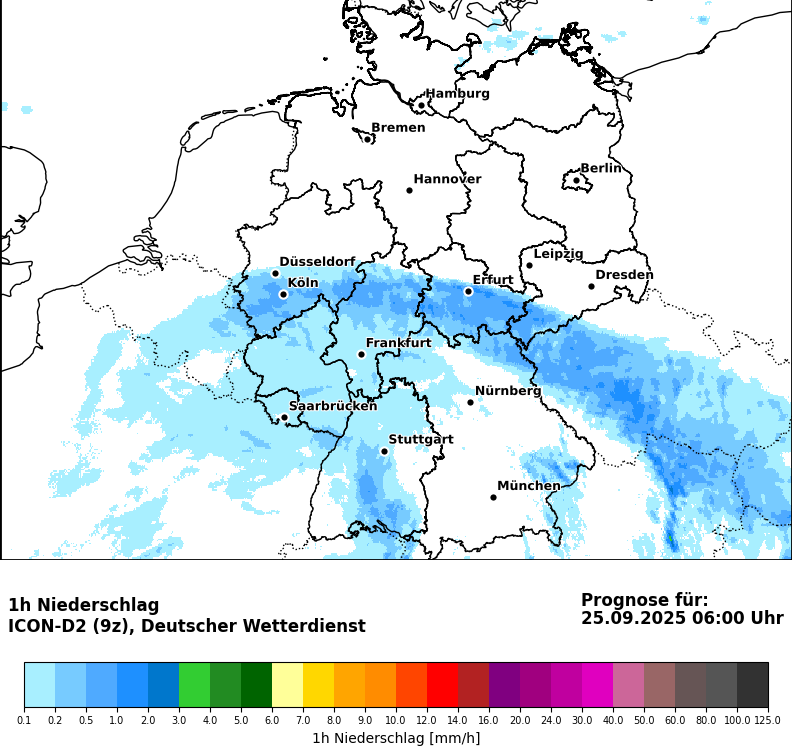 Hamburg
Bremen
Berlin
Hannover
Leipzig
Düsseldorf
Dresden
Erfurt
Köln
Frankfurt
Nürnberg
Saarbrücken
Stuttgart
München
1h Niederschlag
ICON-D2 (9z), Deutscher Wetterdienst
Prognose für:
25.09.2025 06:00 Uhr
0.1 0.2 0.5 1.0 2.0 3.0 4.0 5.0 6.0 7.0 8.0 9.0 10.0 12.0 14.0 16.0 20.0 24.0 30.0 40.0 50.0 60.0 80.0 100.0 125.0
1h Niederschlag [mm/h]